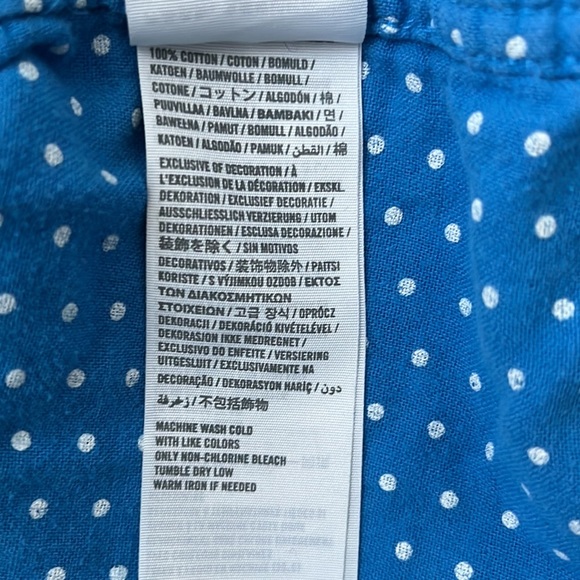 100% COTTON / COTON / BOMULD /
KATOEN / BAUMWOLLE / BOMULL /
COTONE / コットン / ALGODÓN / 棉 /
PUUVILLAA / BAVLNA / ΒΑΜΒΑΚΙ / 면 /
BAWEŁNA / PAMUT / BOMULL / ALGODÃO /
KATOEN / ALGODÃO / PAMUK / القطن / 棉
EXCLUSIVE OF DECORATION / À
L'EXCLUSION DE LA DÉCORATION / EKSKL.
DEKORATION / EXCLUSIEF DECORATIE /
AUSSCHLIESSLICH VERZIERUNG / UTOM
DEKORATIONEN / ESCLUSA DECORAZIONE /
装飾を除く / SIN MOTIVOS
DECORATIVOS / 装饰物除外 / PAITSI
KORISTE / S VÝJIMKOU OZDOB / ΕΚΤΟΣ
ΤΩΝ ΔΙΑΚΟΣΜΗΤΙΚΩΝ
ΣΤΟΙΧΕΙΩΝ / 고급 장식 / OPRÓCZ
DEKORACJI / DEKORÁCIÓ KIVÉTELÉVEL /
DEKORASJON IKKE MEDREGNET /
EXCLUSIVO DO ENFEITE / VERSIERING
UITGESLUIT / EXCLUSIVAMENTE NA
DECORAÇÃO / DEKORASYON HARİÇ / دون
زخرفة / 不包括飾物
MACHINE WASH COLD
WITH LIKE COLORS
ONLY NON-CHLORINE BLEACH
TUMBLE DRY LOW
WARM IRON IF NEEDED